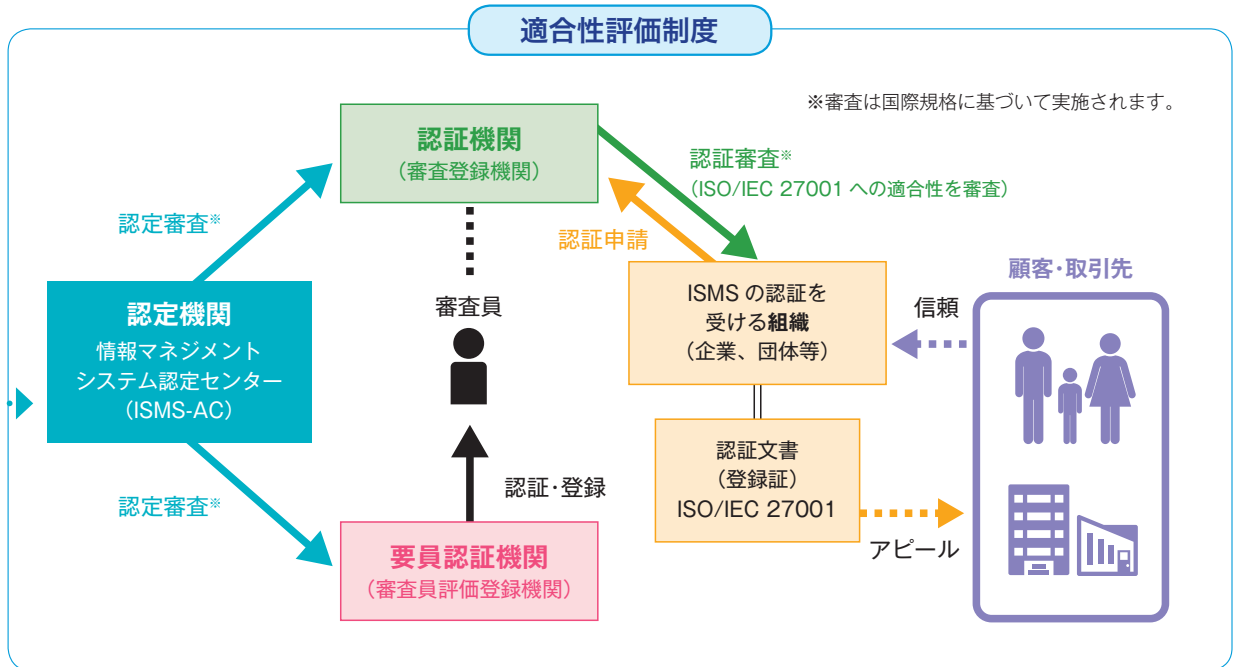 適合性評価制度
※審査は国際規格に基づいて実施されます。
認証機関
（審査登録機関）
認証審査※
（ISO/IEC 27001 への適合性を審査）
認定審査※
認証申請
顧客・取引先
認定機関
情報マネジメント
システム認定センター
（ISMS-AC）
審査員
ISMS の認証を
受ける組織
（企業、団体等）
信頼
認証文書
（登録証）
ISO/IEC 27001
認証・登録
認定審査※
アピール
要員認証機関
（審査員評価登録機関）